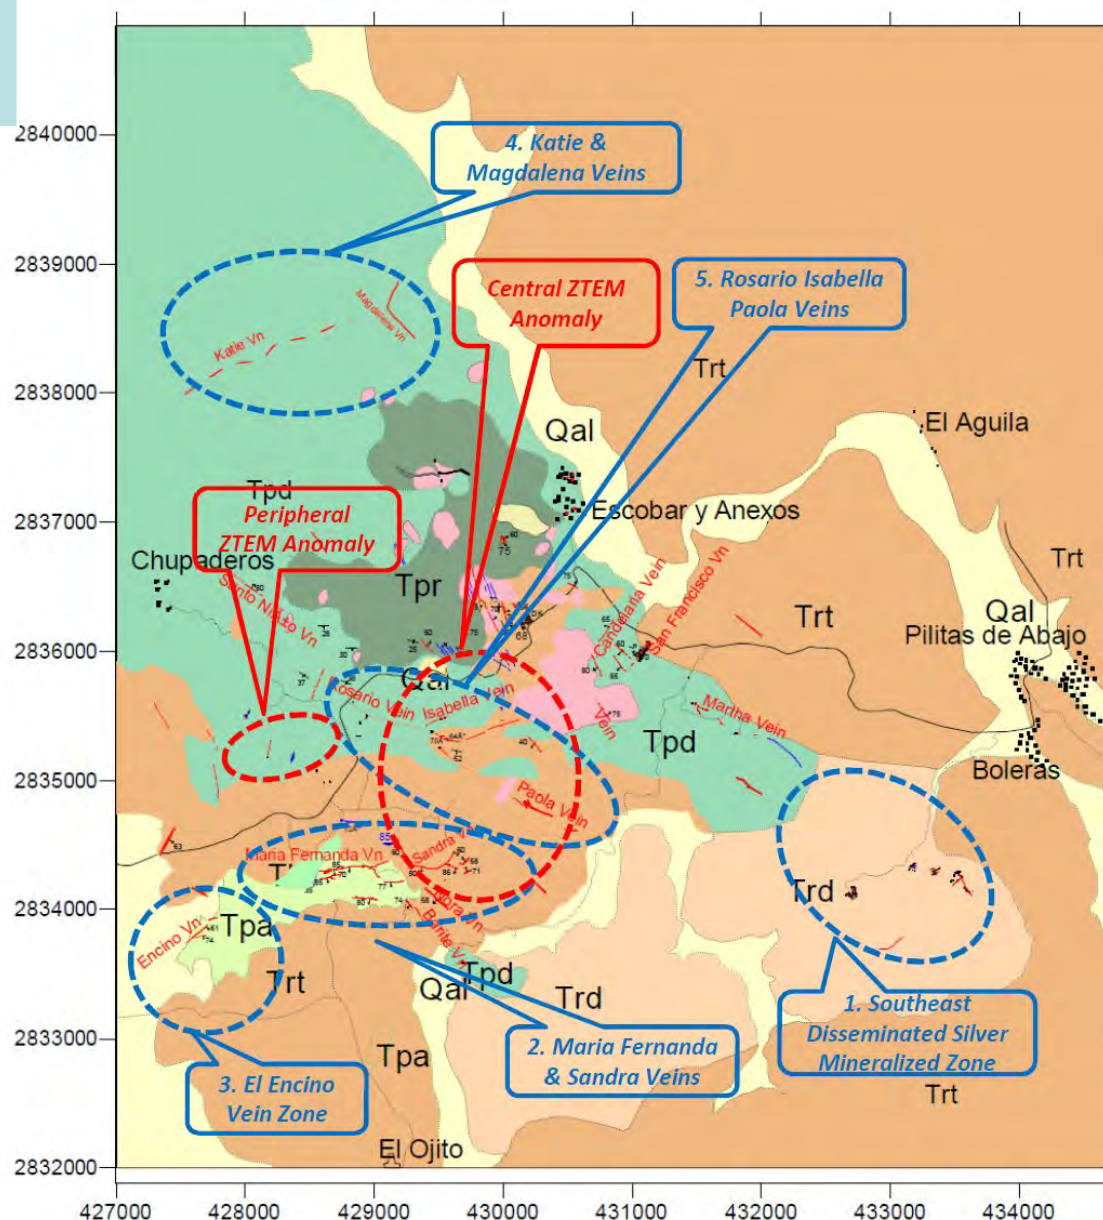 2840000
4. Katie &
Magdalena Veins
2839000
Central ZTEM
Anomaly
5. Rosario Isabella
Paola Veins
Magdalena Vn
Katie Vn
Trt
2838000
Qal
El Aguila
Tpd
2837000
Escobar y Anexos
Peripheral
ZTEM Anomaly
Chupaderos
Tpr
Trt
Trt
Qal
Candelaria Vein
San Francisco Vn
Pilitas de Abajo
2836000
Qal
Rosario Vein
Isabella Vein
Vein
Martha Vein
Tpd
2835000
Boleras
Paola Vein
Maria Fernanda Vn
Sandra
2834000
Trd
Encino Vn
Tpa
Trt
Tpd
Qal
Trd
1. Southeast
Disseminated Silver
Mineralized Zone
2833000
Tpa
2. Maria Fernanda
& Sandra Veins
3. El Encino
Vein Zone
Trt
El Ojito
2832000
427000
428000
429000
430000
431000
432000
433000
434000